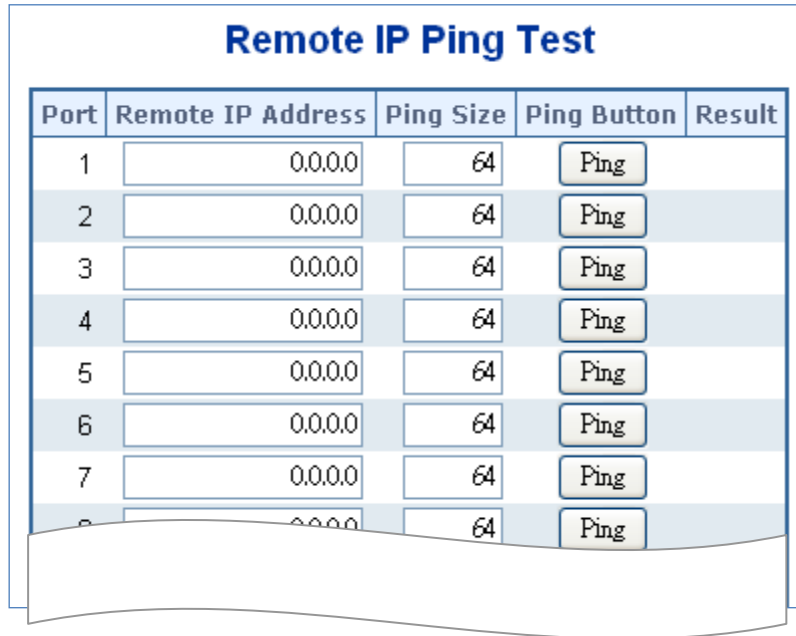 Remote IP Ping Test
Port Remote IP Address Ping Size Ping Button Result
1 0.0.0.0 64 Ping
2 0.0.0.0 64 Ping
3 0.0.0.0 64 Ping
4 0.0.0.0 64 Ping
5 0.0.0.0 64 Ping
6 0.0.0.0 64 Ping
7 0.0.0.0 64 Ping
64 Ping